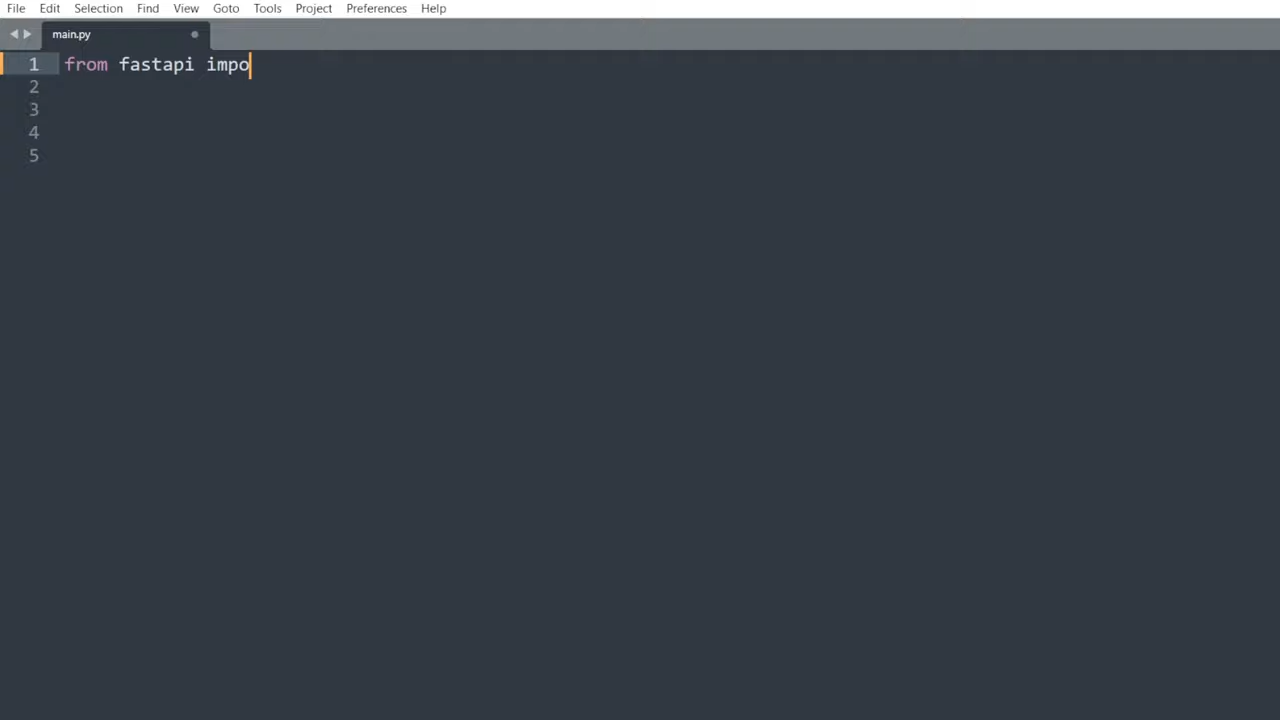 File Edit Selection Find View Goto Tools Project Preferences Help
main.py
1 from fastapi impo
2
3
4
5